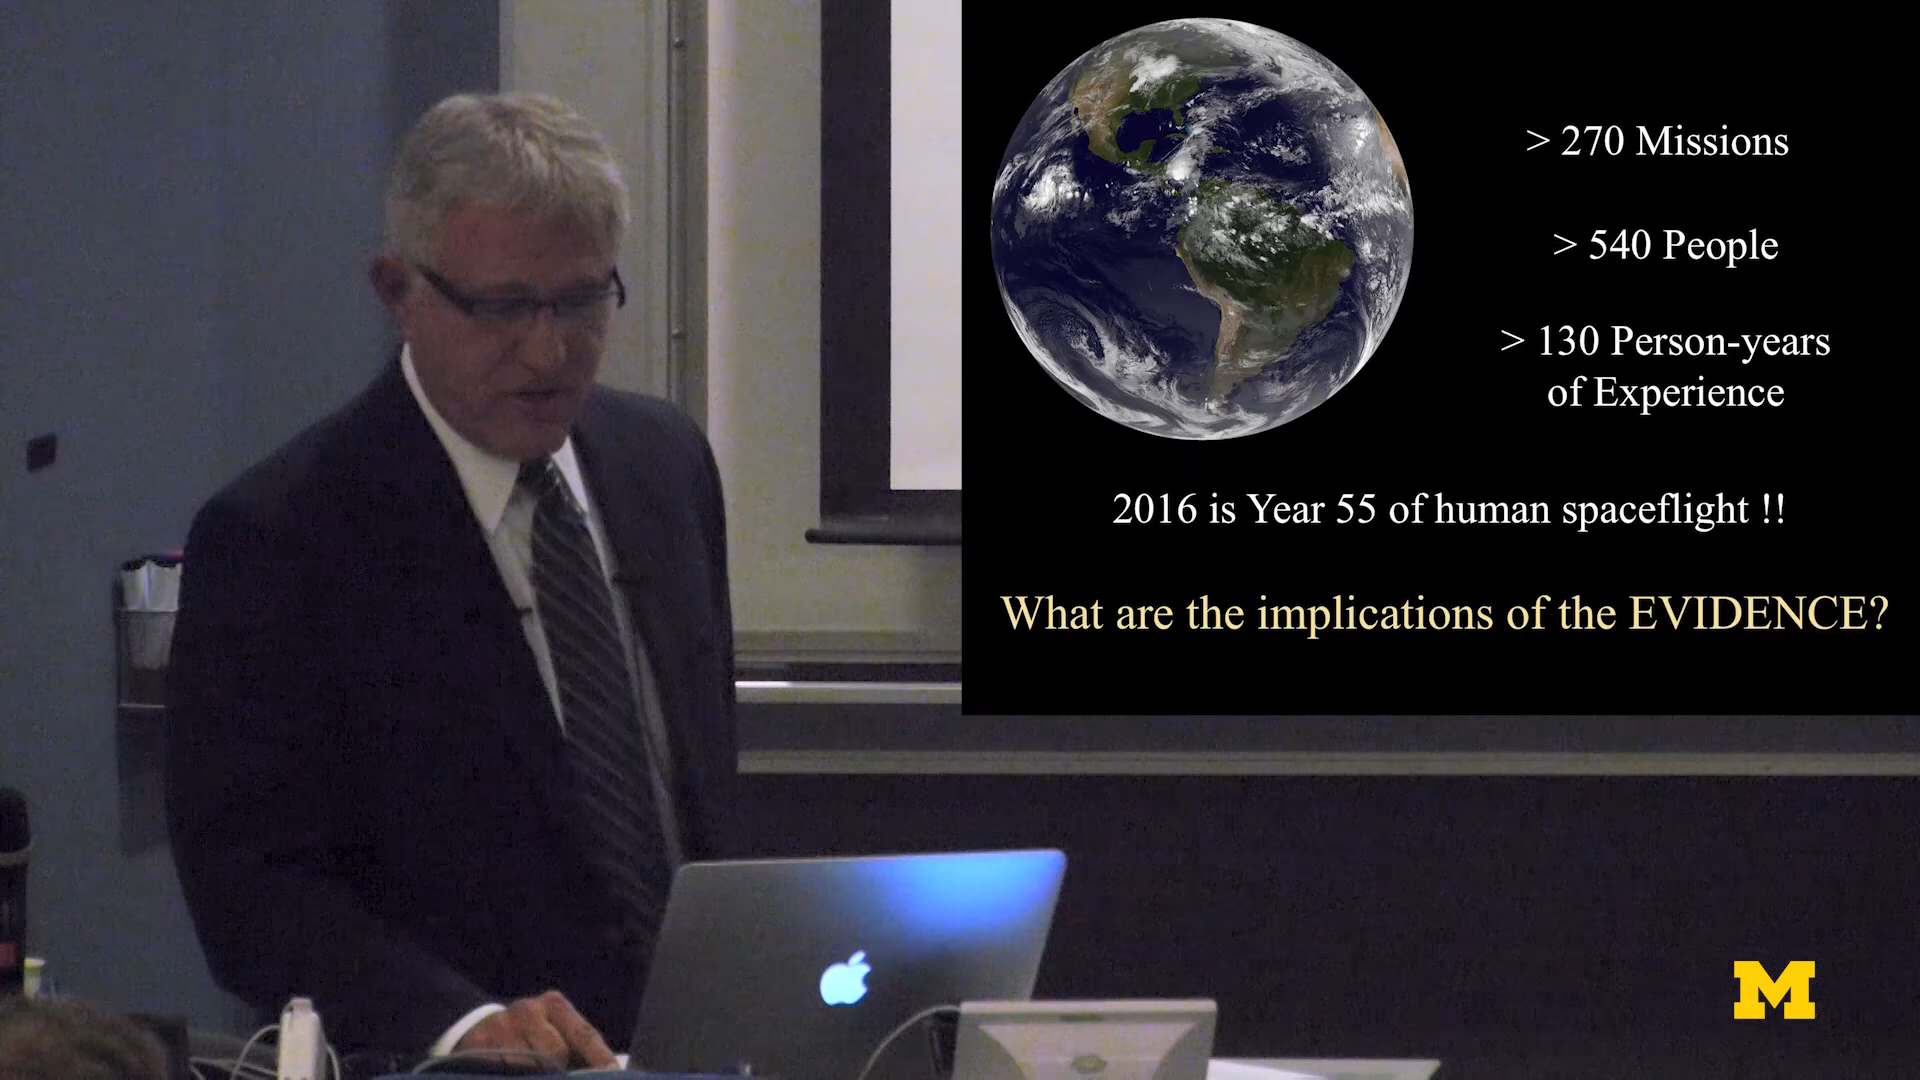 > 270 Missions
> 540 People
> 130 Person-years
of Experience
2016 is Year 55 of human spaceflight !!
What are the implications of the EVIDENCE?
M